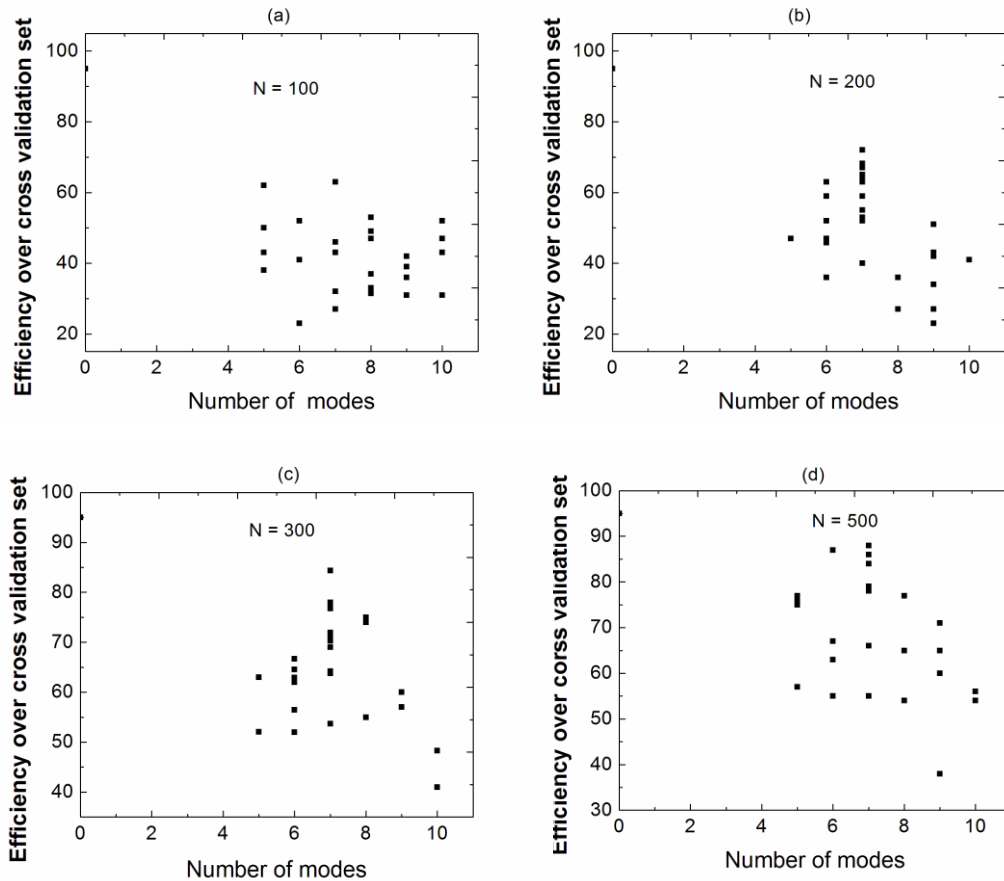 (a)
N = 100
Efficiency over cross validation set
100
80
60
40
20
0 2 4 6 8 10
Number of modes
(b)
N = 200
Efficiency over cross validation set
100
80
60
40
20
0 2 4 6 8 10
Number of modes
(c)
N = 300
Efficiency over cross validation set
100
90
80
70
60
50
40
0 2 4 6 8 10
Number of modes
(d)
N = 500
Efficiency over corss validation set
100
90
80
70
60
50
40
30
0 2 4 6 8 10
Number of modes